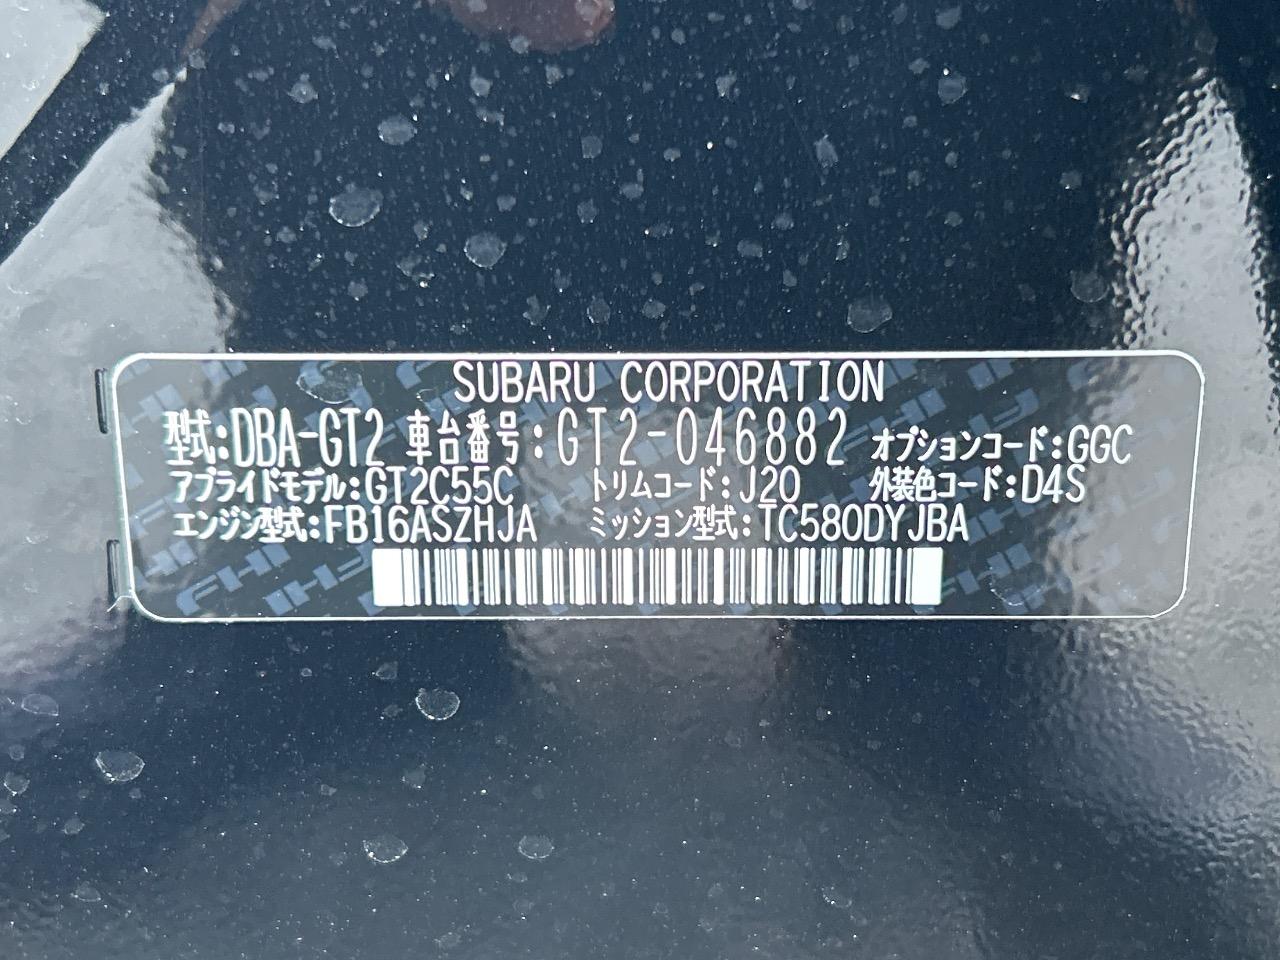 SUBARU CORPORATION
型式:DBA-GT2 車台番号:GT2-046882 オプションコード:GGC
アプライドモデル:GT2C55C トリムコード:J20 外装色コード:D4S
エンジン型式:FB16ASZHJA ミッション型式:TC580DYJBA